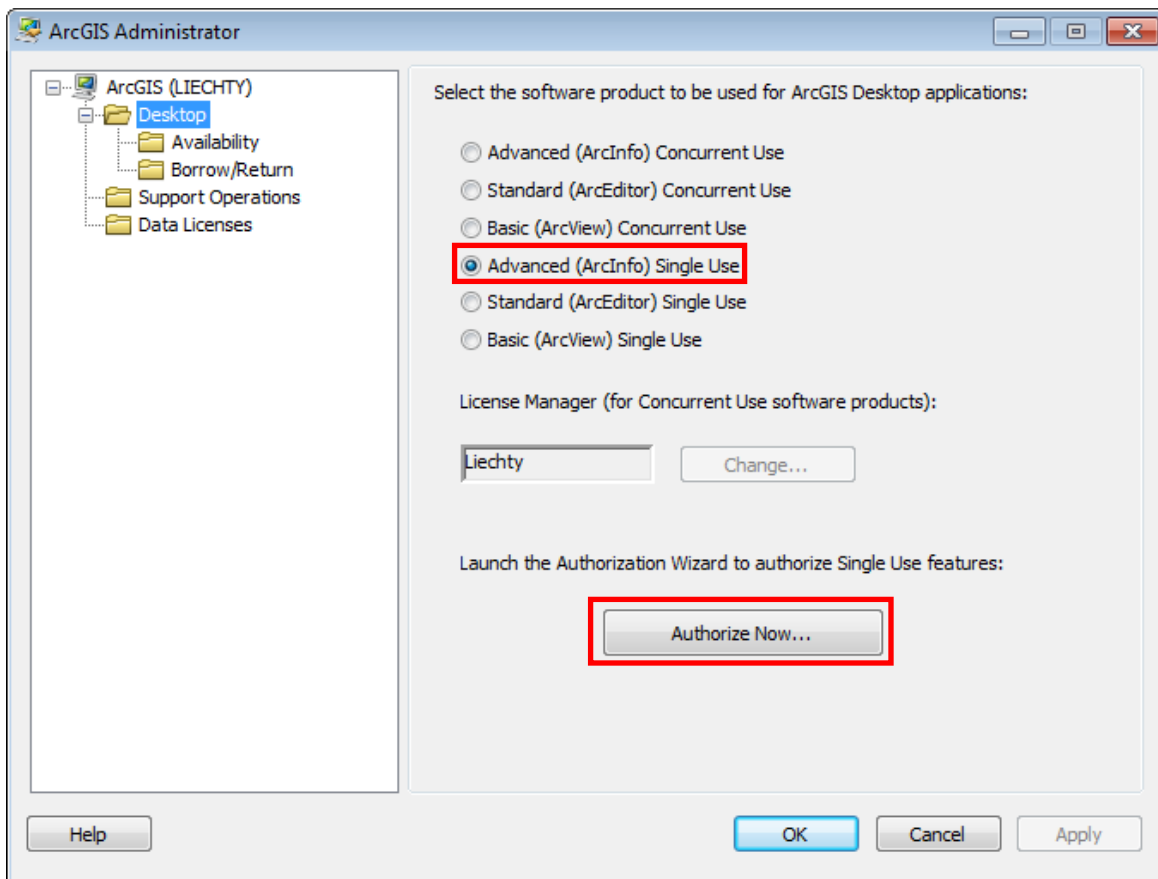 ArcGIS Administrator
ArcGIS (LIECHTY)
Desktop
Availability
Borrow/Return
Support Operations
Data Licenses
Select the software product to be used for ArcGIS Desktop applications:
Advanced (ArcInfo) Concurrent Use
Standard (ArcEditor) Concurrent Use
Basic (ArcView) Concurrent Use
Advanced (ArcInfo) Single Use
Standard (ArcEditor) Single Use
Basic (ArcView) Single Use
License Manager (for Concurrent Use software products):
Liechty
Change...
Launch the Authorization Wizard to authorize Single Use features:
Authorize Now...
Help
OK
Cancel
Apply